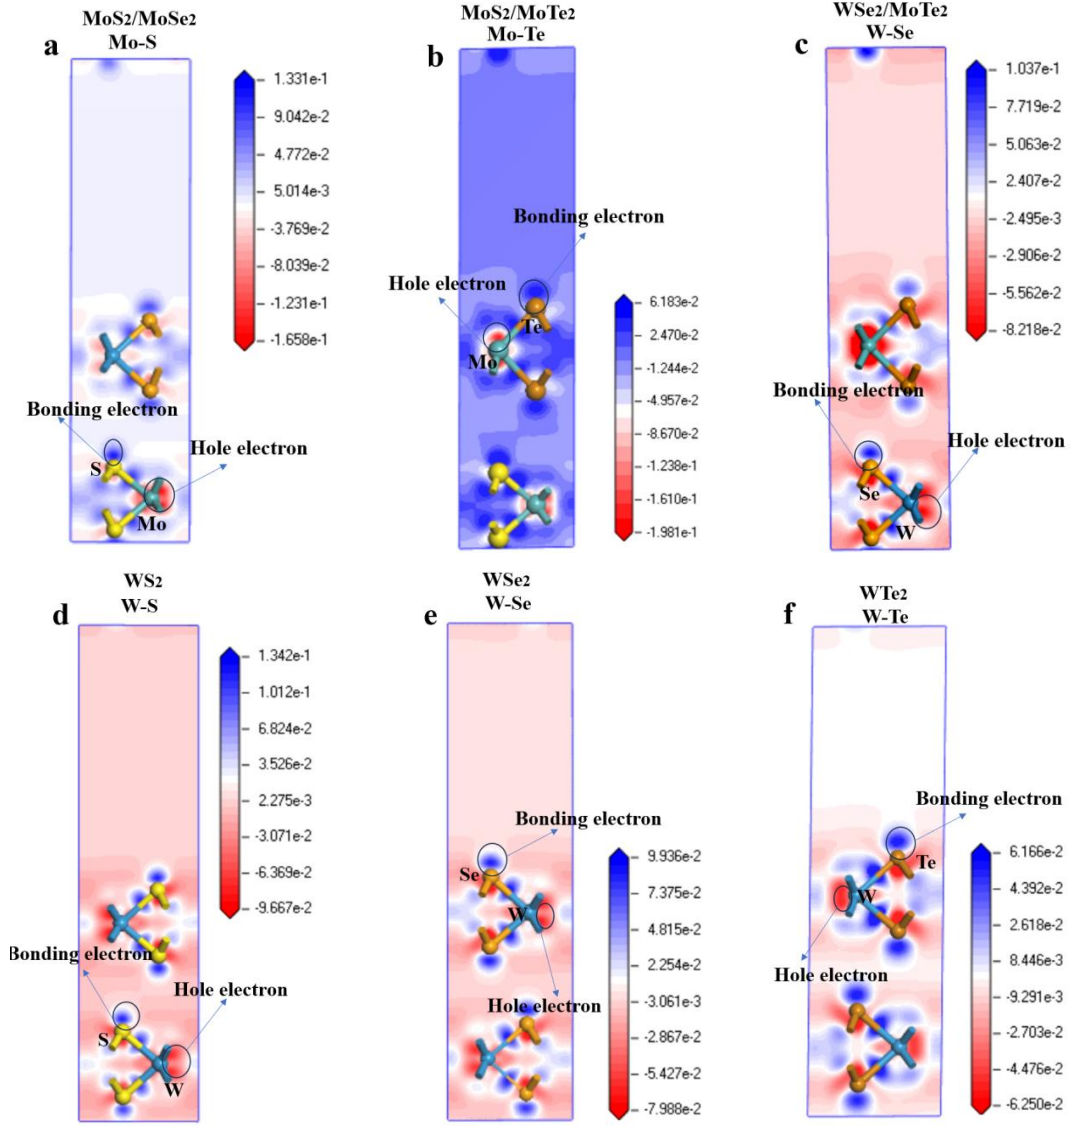 MoS2/MoSe2
Mo-S
a
1.331e-1
9.042e-2
4.772e-2
5.014e-3
-3.769e-2
-8.039e-2
-1.231e-1
-1.658e-1
Bonding electron
Hole electron
S
Mo
MoS2/MoTe2
Mo-Te
b
Bonding electron
Hole electron
Te
Mo
6.183e-2
2.470e-2
-1.244e-2
-4.957e-2
-8.670e-2
-1.238e-1
-1.610e-1
-1.981e-1
WSe2/MoTe2
W-Se
c
1.037e-1
7.719e-2
5.063e-2
2.407e-2
-2.495e-3
-2.906e-2
-5.562e-2
-8.218e-2
Bonding electron
Hole electron
Se
W
WS2
W-S
d
1.342e-1
1.012e-1
6.824e-2
3.526e-2
2.275e-3
-3.071e-2
-6.369e-2
-9.667e-2
Bonding electron
Hole electron
S
W
WSe2
W-Se
e
Bonding electron
Se
W
Hole electron
9.936e-2
7.375e-2
4.815e-2
2.254e-2
-3.061e-3
-2.867e-2
-5.427e-2
-7.988e-2
WTe2
W-Te
f
Bonding electron
Te
W
Hole electron
6.166e-2
4.392e-2
2.618e-2
8.446e-3
-9.291e-3
-2.703e-2
-4.476e-2
-6.250e-2